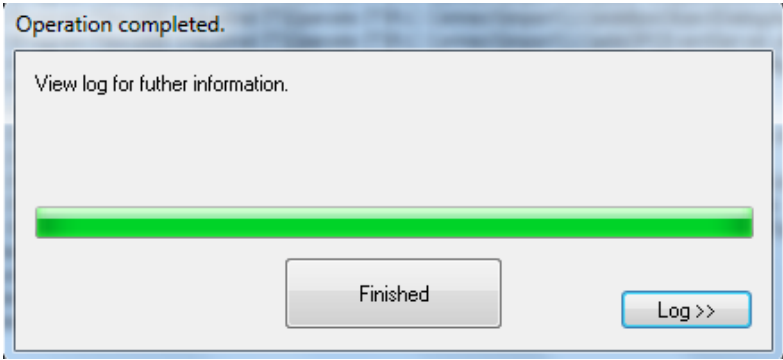 Operation completed.
View log for futher information.
Finished
Log >>